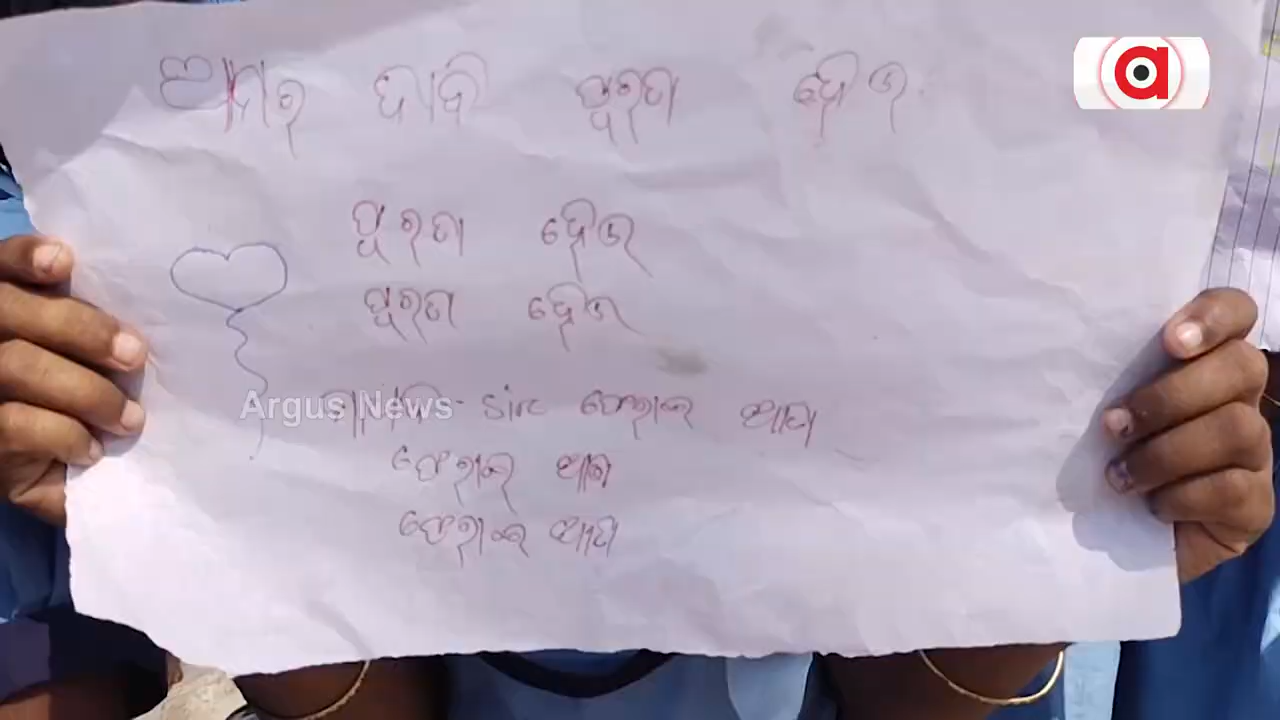 ଆମର ଦାବି ପୂରଣ ହେଉ
ପୂରଣ ହେଉ
ପୂରଣ ହେଉ
Argus News
sir ଫେରାଇ ଆଣ
ଫେରାଇ ଆଣ
ଫେରାଇ ଆଣ